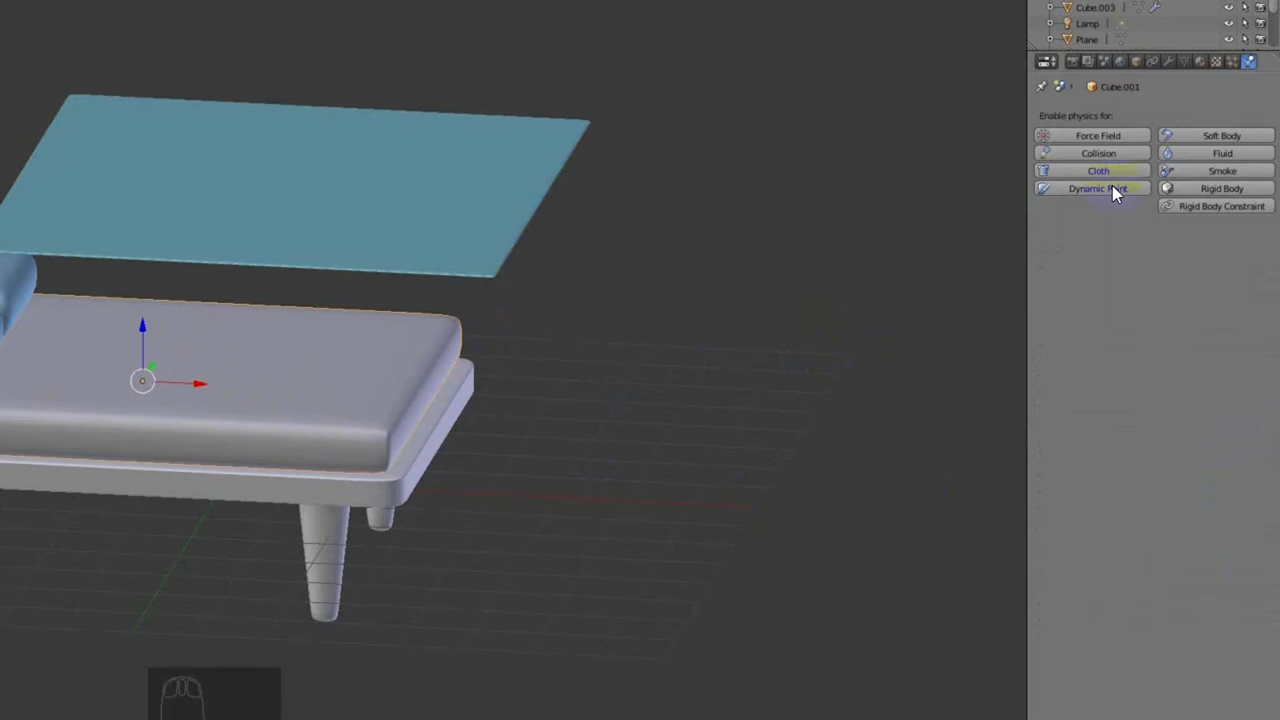 Cube.003
Lamp
Plane
Cube.001
Enable physics for:
Force Field
Soft Body
Collision
Fluid
Cloth
Smoke
Dynamic Paint
Rigid Body
Rigid Body Constraint